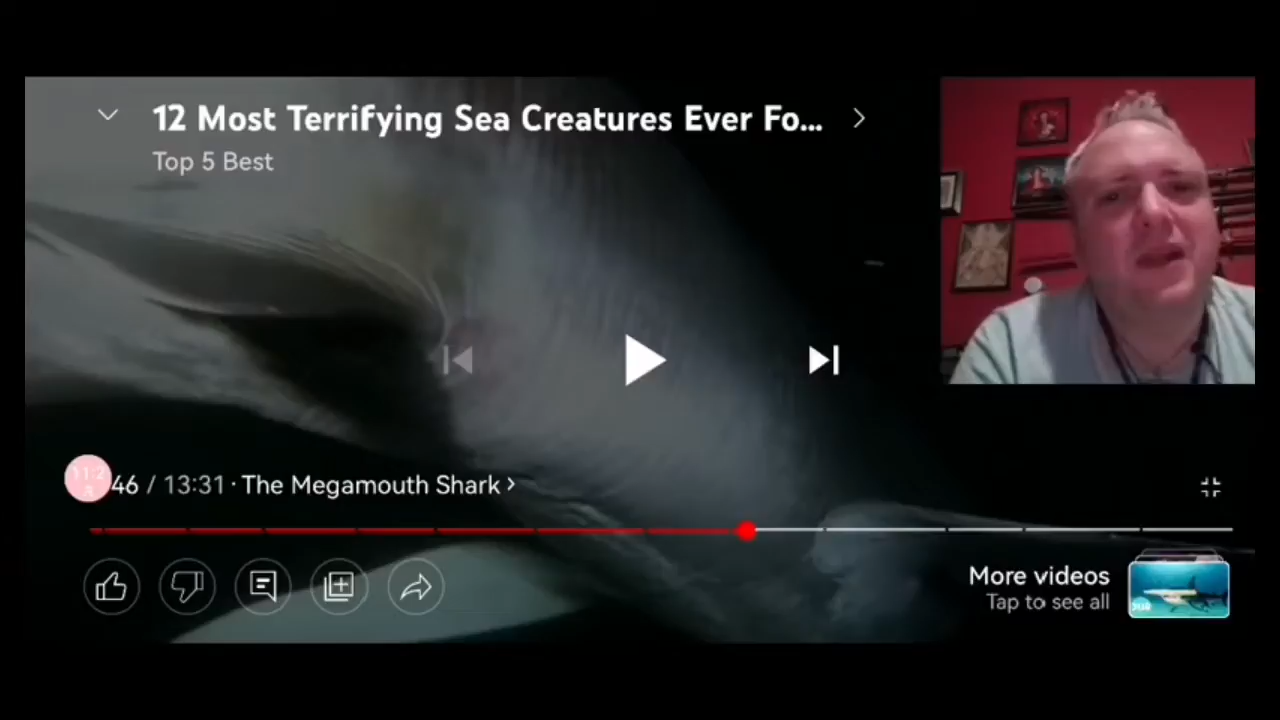 12 Most Terrifying Sea Creatures Ever Fo...
Top 5 Best
46 / 13:31 · The Megamouth Shark
More videos
Tap to see all